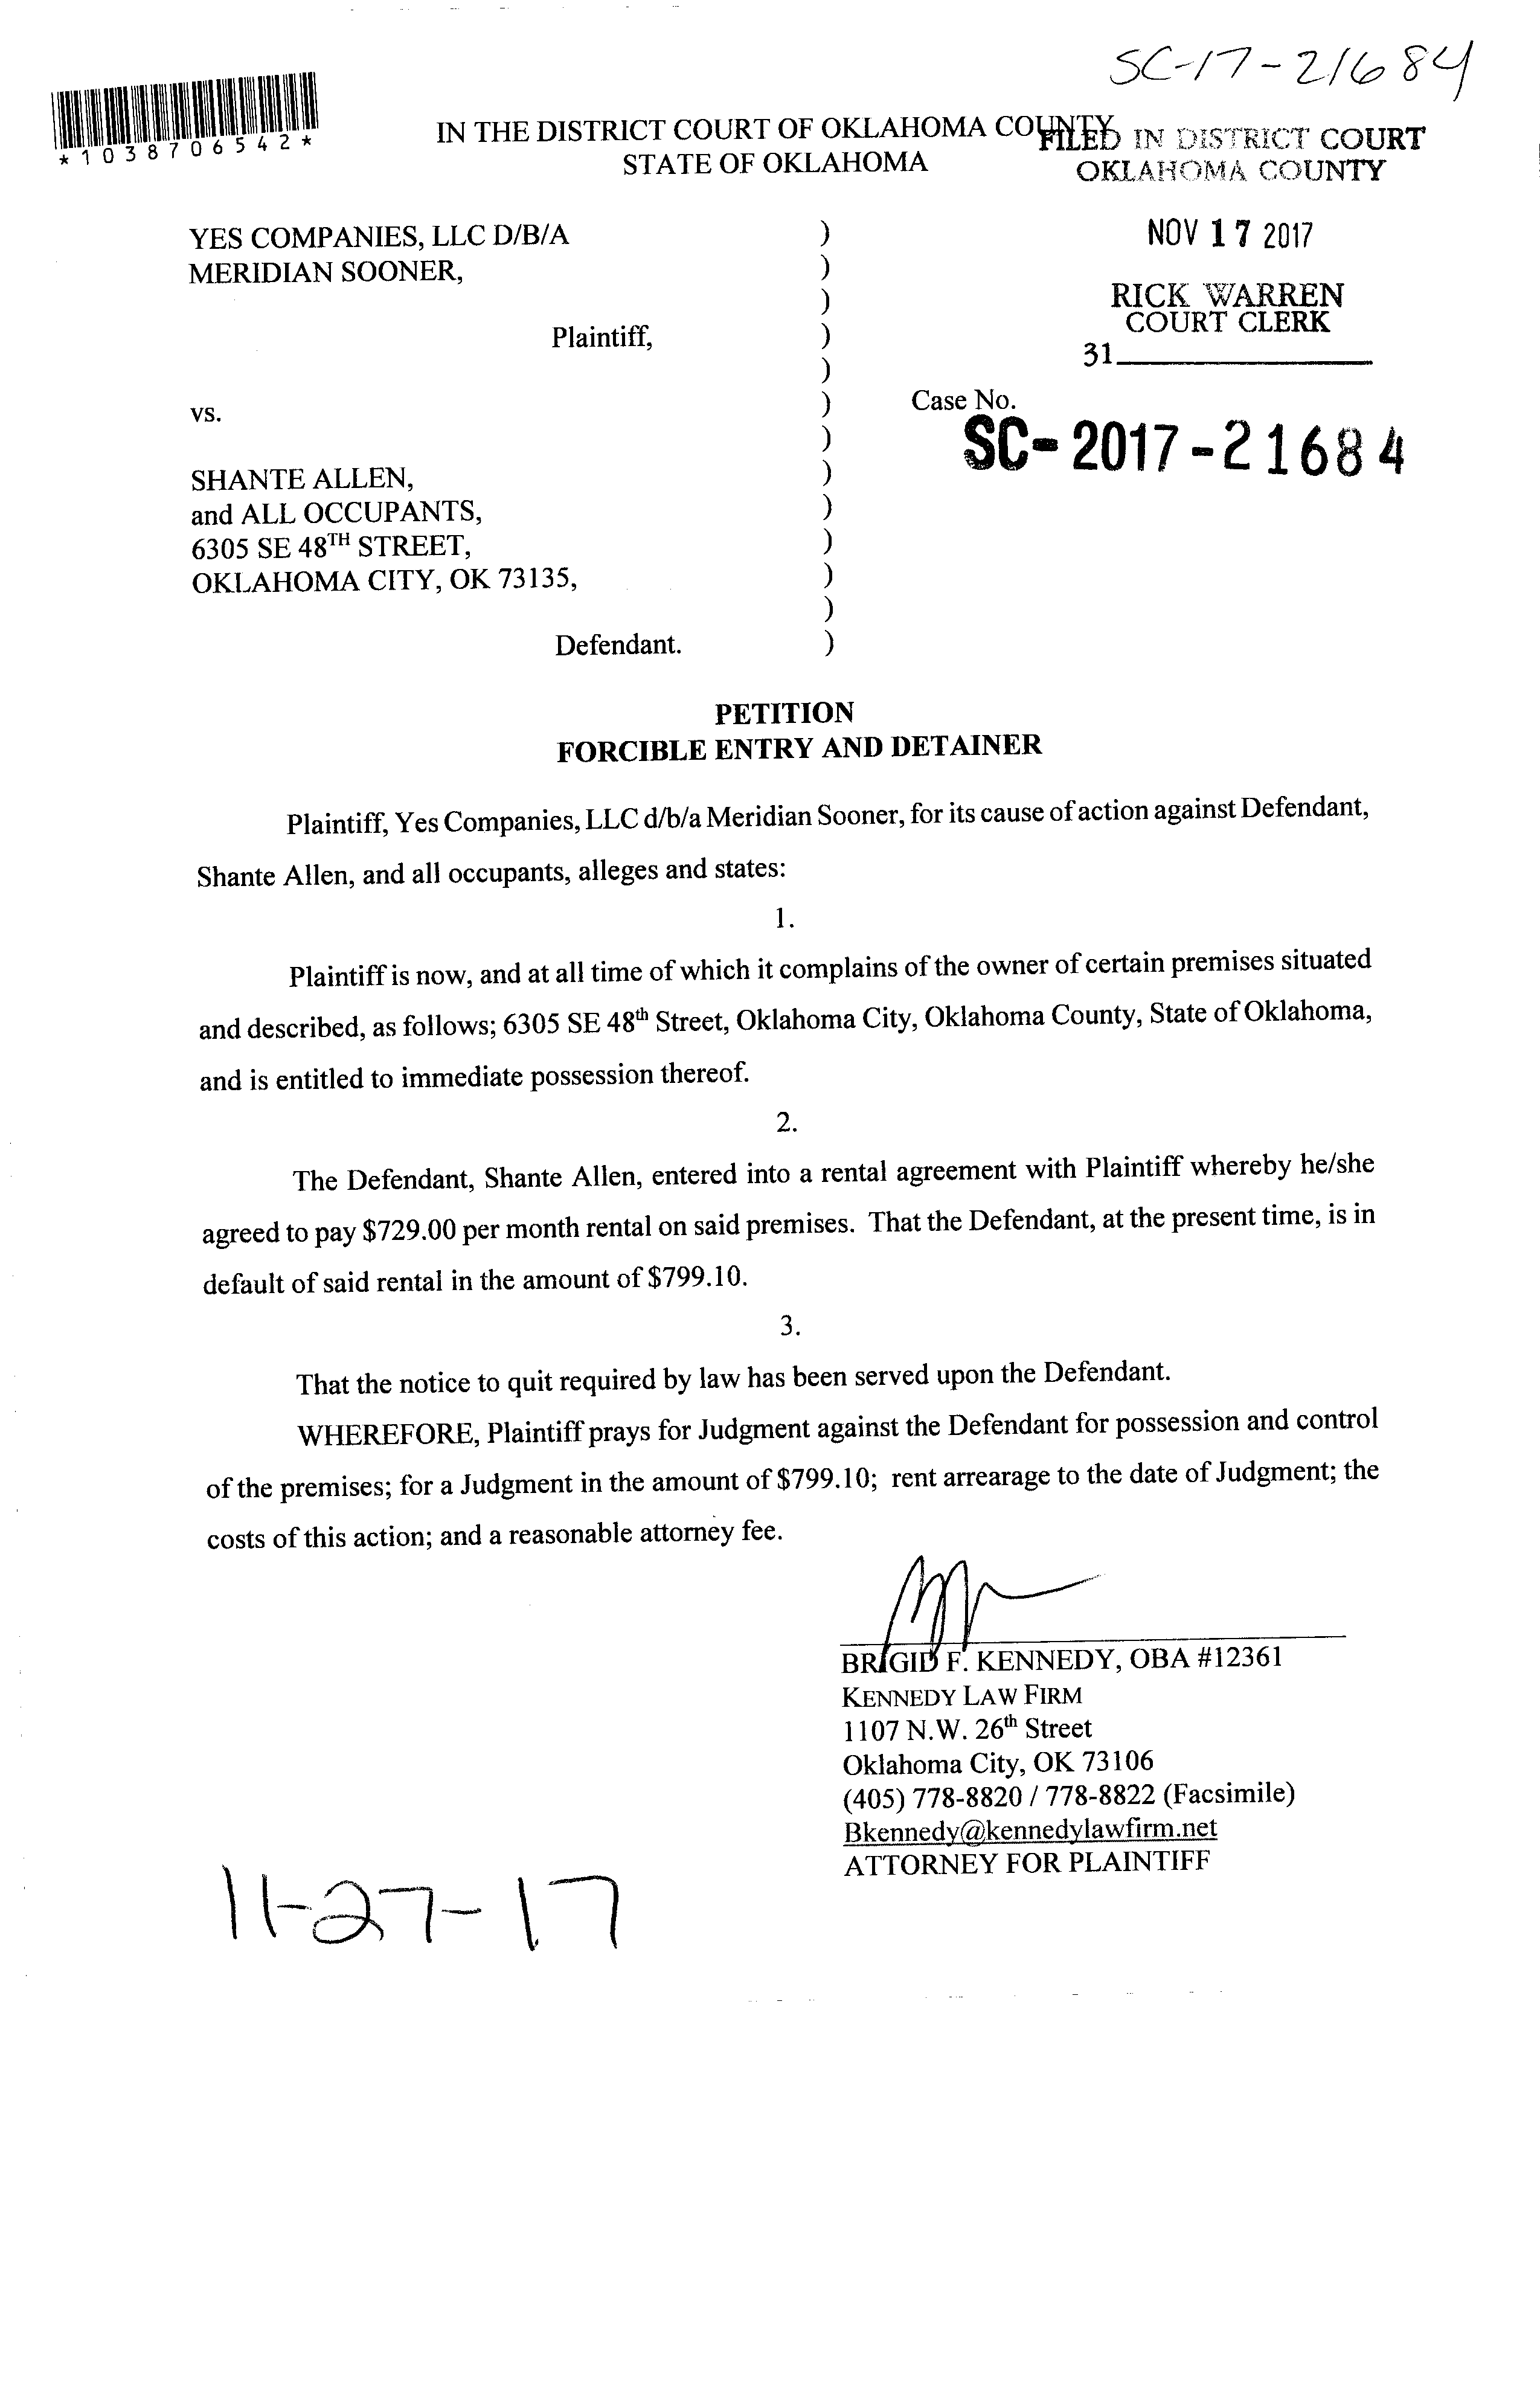 SC-17-21684
*1038706542*
IN THE DISTRICT COURT OF OKLAHOMA COUNTY
STATE OF OKLAHOMA
FILED IN DISTRICT COURT
OKLAHOMA COUNTY
NOV 17 2017
RICK WARREN
COURT CLERK
31
YES COMPANIES, LLC D/B/A
MERIDIAN SOONER,
Plaintiff,
vs.
SHANTE ALLEN,
and ALL OCCUPANTS,
6305 SE 48TH STREET,
OKLAHOMA CITY, OK 73135,
Defendant.
)
)
)
)
)
)
)
)
)
)
)
)
)
Case No.
SC-2017-21684
PETITION
FORCIBLE ENTRY AND DETAINER
Plaintiff, Yes Companies, LLC d/b/a Meridian Sooner, for its cause of action against Defendant,
Shante Allen, and all occupants, alleges and states:
1.
Plaintiff is now, and at all time of which it complains of the owner of certain premises situated
and described, as follows; 6305 SE 48th Street, Oklahoma City, Oklahoma County, State of Oklahoma,
and is entitled to immediate possession thereof.
2.
The Defendant, Shante Allen, entered into a rental agreement with Plaintiff whereby he/she
agreed to pay $729.00 per month rental on said premises. That the Defendant, at the present time, is in
default of said rental in the amount of $799.10.
3.
That the notice to quit required by law has been served upon the Defendant.
WHEREFORE, Plaintiff prays for Judgment against the Defendant for possession and control
of the premises; for a Judgment in the amount of $799.10; rent arrearage to the date of Judgment; the
costs of this action; and a reasonable attorney fee.
BRIGID F. KENNEDY, OBA #12361
KENNEDY LAW FIRM
1107 N.W. 26th Street
Oklahoma City, OK 73106
(405) 778-8820 / 778-8822 (Facsimile)
Bkennedy@kennedylawfirm.net
ATTORNEY FOR PLAINTIFF
11-27-17